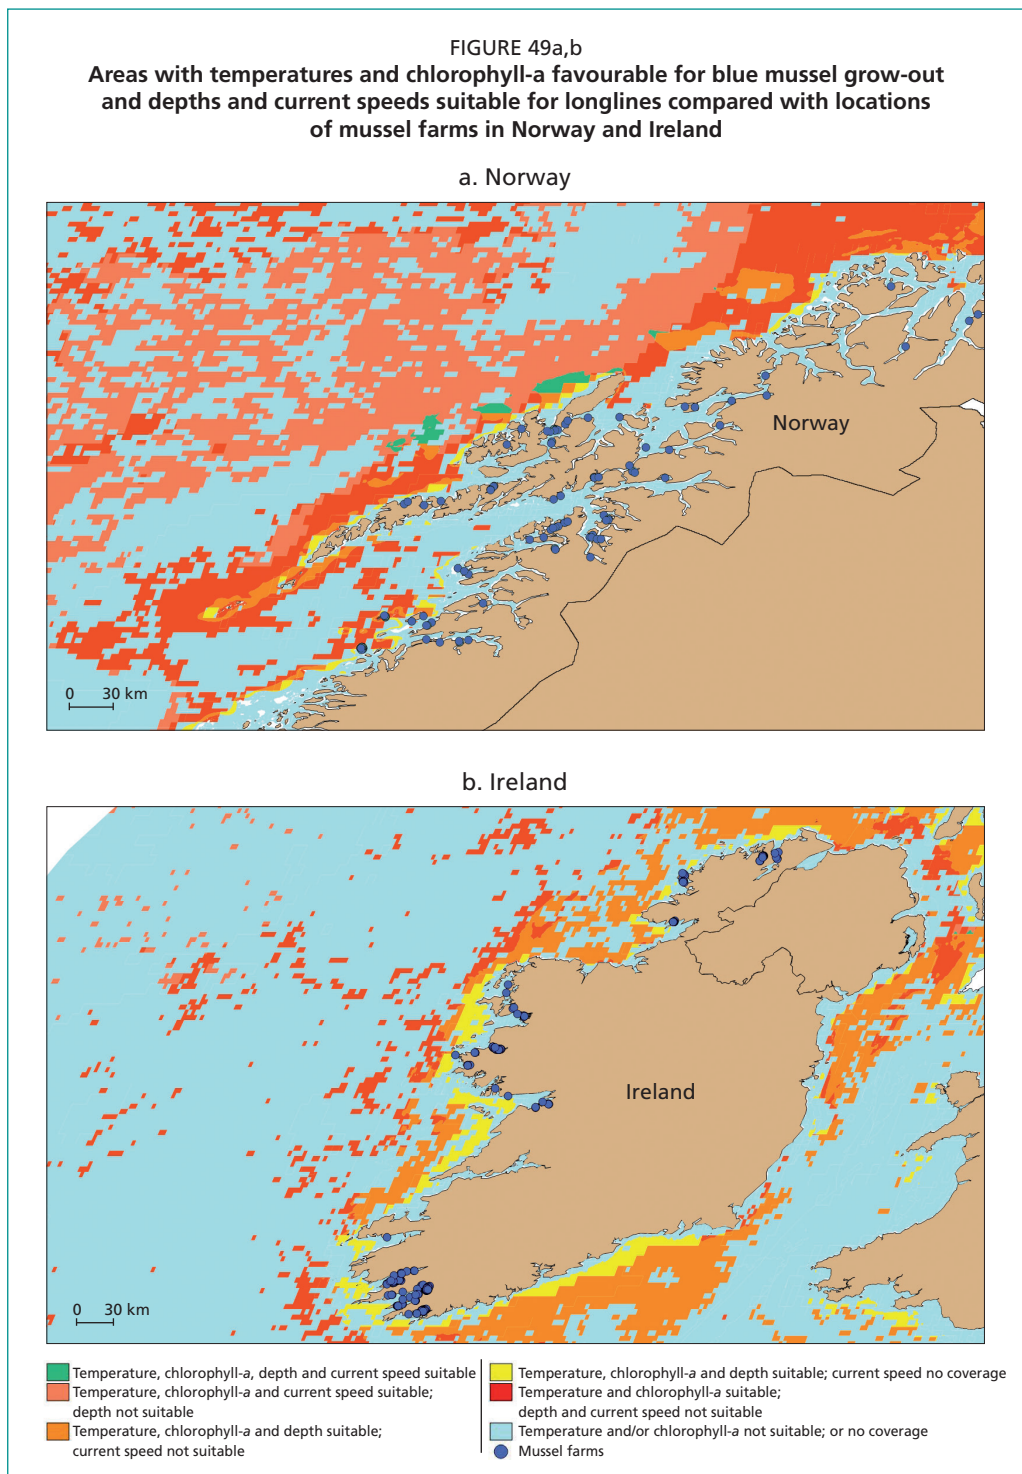 FIGURE 49a,b
Areas with temperatures and chlorophyll-a favourable for blue mussel grow-out
and depths and current speeds suitable for longlines compared with locations
of mussel farms in Norway and Ireland
a. Norway
Norway
0 30 km
b. Ireland
Ireland
0 30 km
Temperature, chlorophyll-a, depth and current speed suitable
Temperature, chlorophyll-a and current speed suitable;
depth not suitable
Temperature, chlorophyll-a and depth suitable;
current speed not suitable
Temperature, chlorophyll-a and depth suitable; current speed no coverage
Temperature and chlorophyll-a suitable;
depth and current speed not suitable
Temperature and/or chlorophyll-a not suitable; or no coverage
Mussel farms